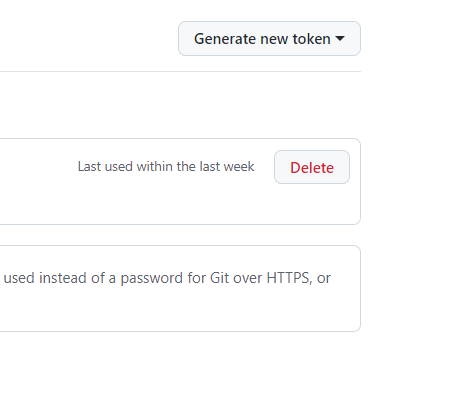 Generate new token
Last used within the last week
Delete
used instead of a password for Git over HTTPS, or